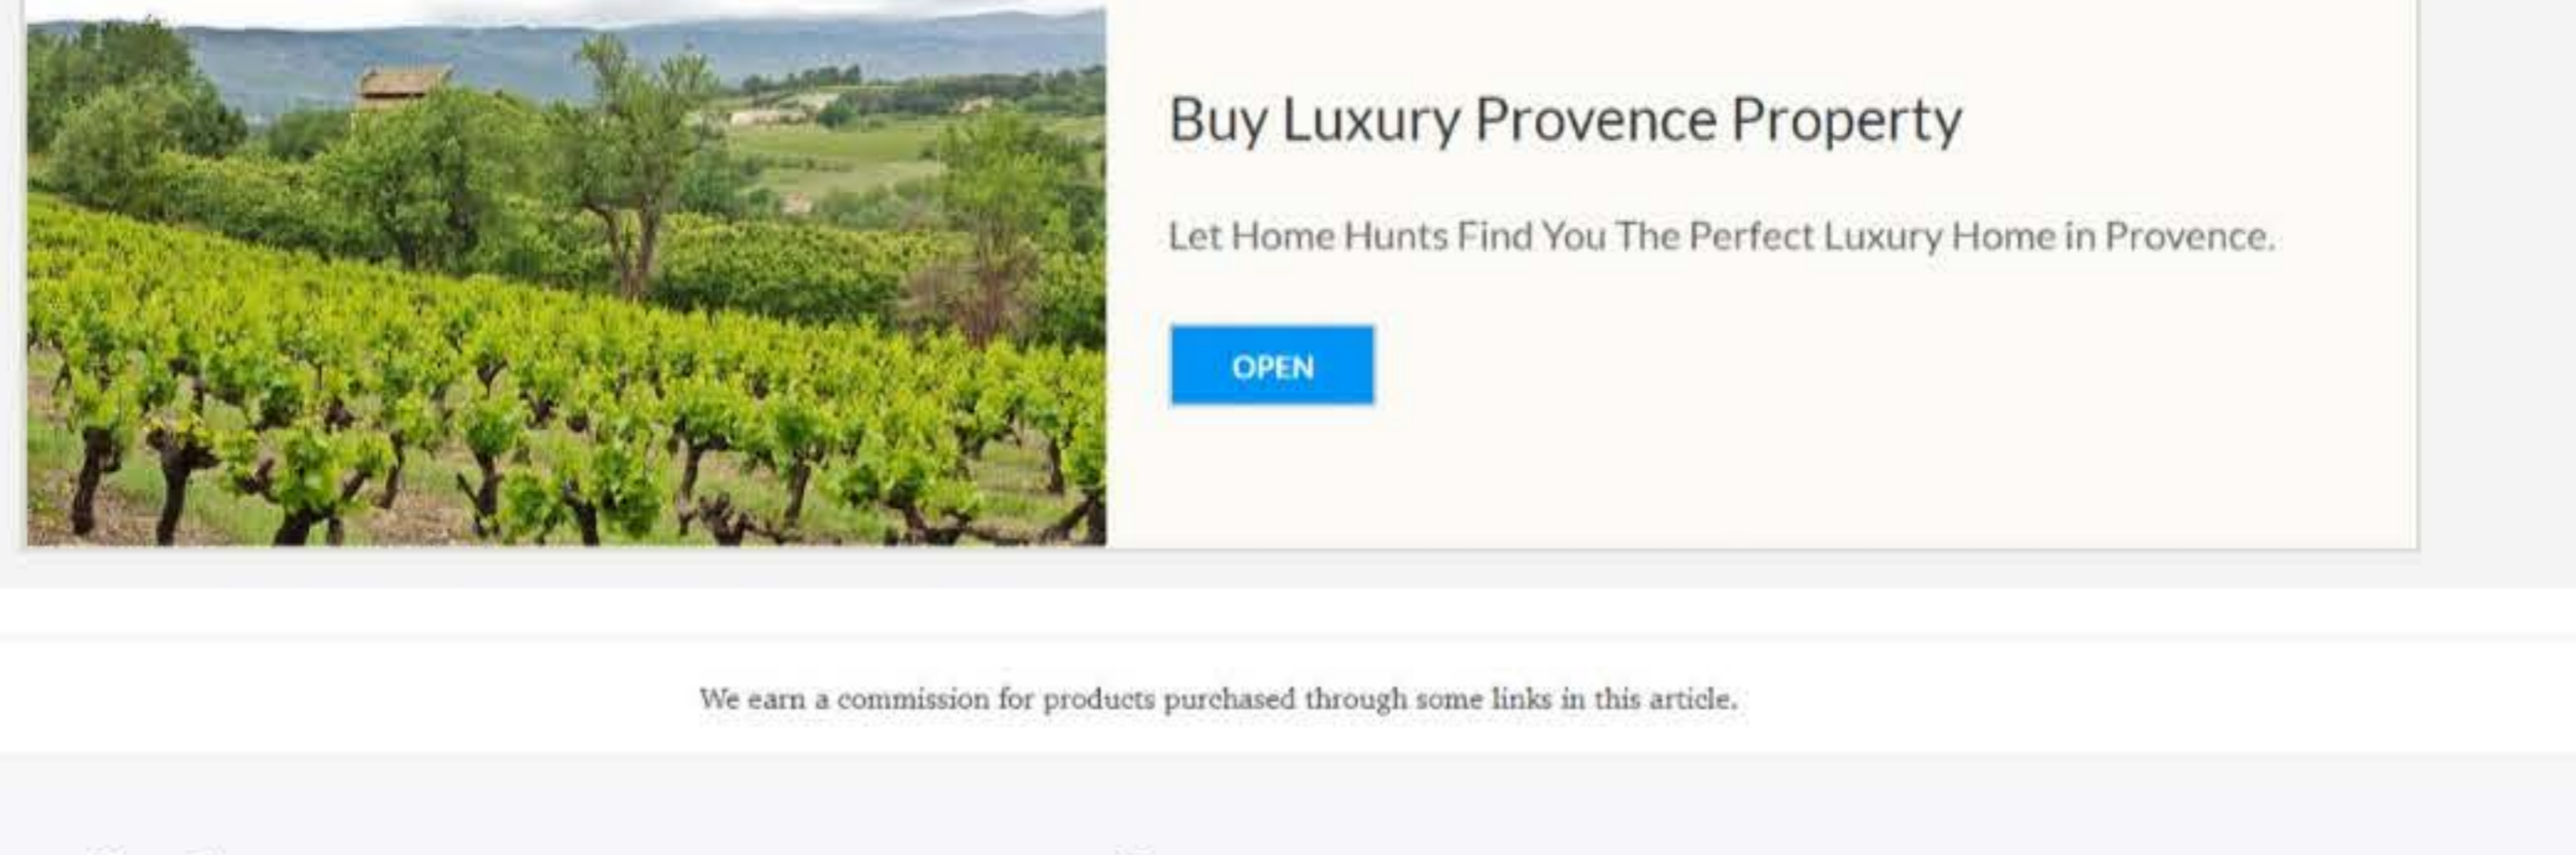 Buy Luxury Provence Property
Let Home Hunts Find You The Perfect Luxury Home in Provence.
OPEN
We earn a commission for products purchased through some links in this article.